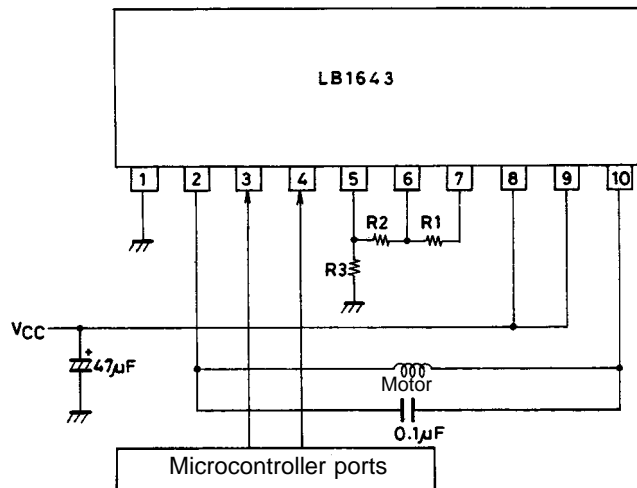 LB1643
1 2 3 4 5 6 7 8 9 10
R2 R1
R3
VCC
+
47μF
Motor
0.1μF
Microcontroller ports